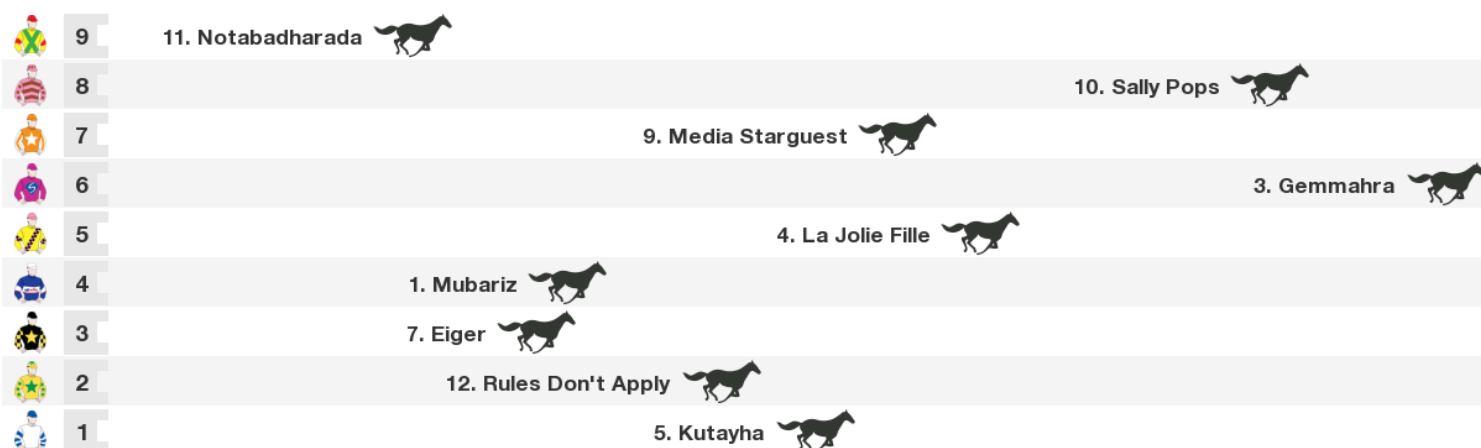 9 11. Notabadharada
8 10. Sally Pops
7 9. Media Starguest
6 3. Gemmahra
5 4. La Jolie Fille
4 1. Mubariz
3 7. Eiger
2 12. Rules Don't Apply
1 5. Kutayha